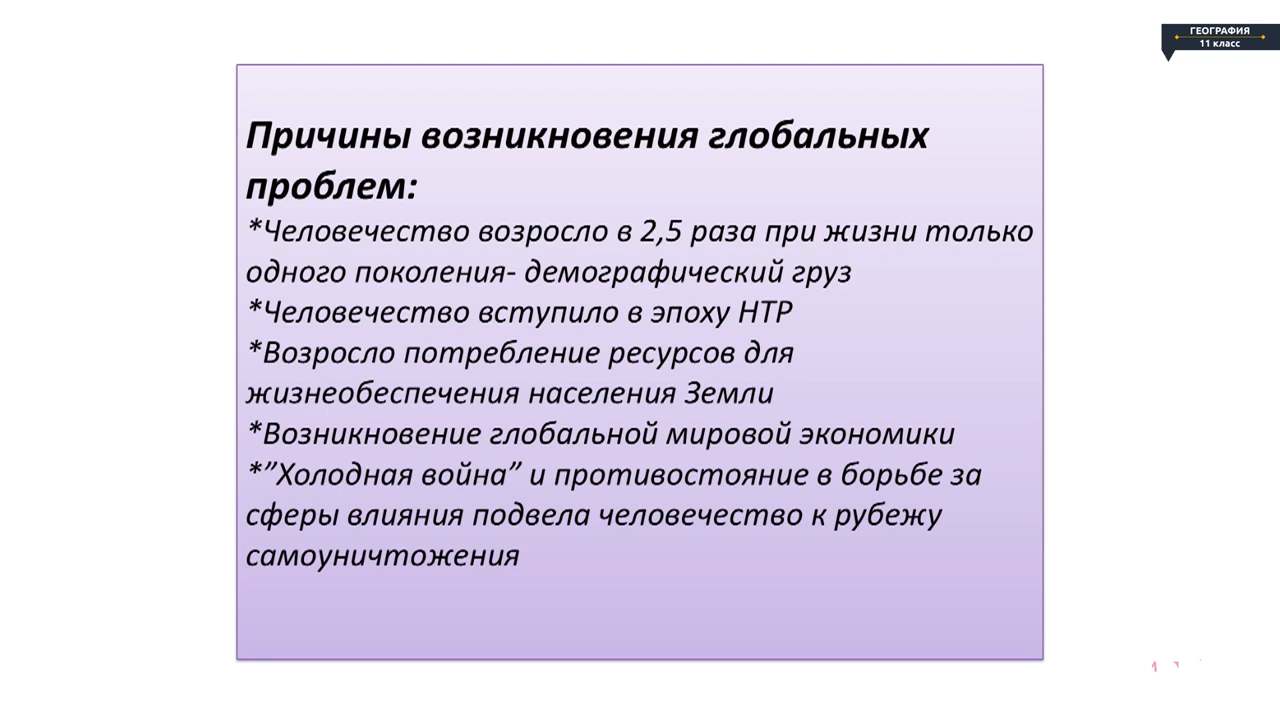 ГЕОГРАФИЯ
11 класс
Причины возникновения глобальных
проблем:
*Человечество возросло в 2,5 раза при жизни только
одного поколения- демографический груз
*Человечество вступило в эпоху НТР
*Возросло потребление ресурсов для
жизнеобеспечения населения Земли
*Возникновение глобальной мировой экономики
*”Холодная война” и противостояние в борьбе за
сферы влияния подвела человечество к рубежу
самоуничтожения